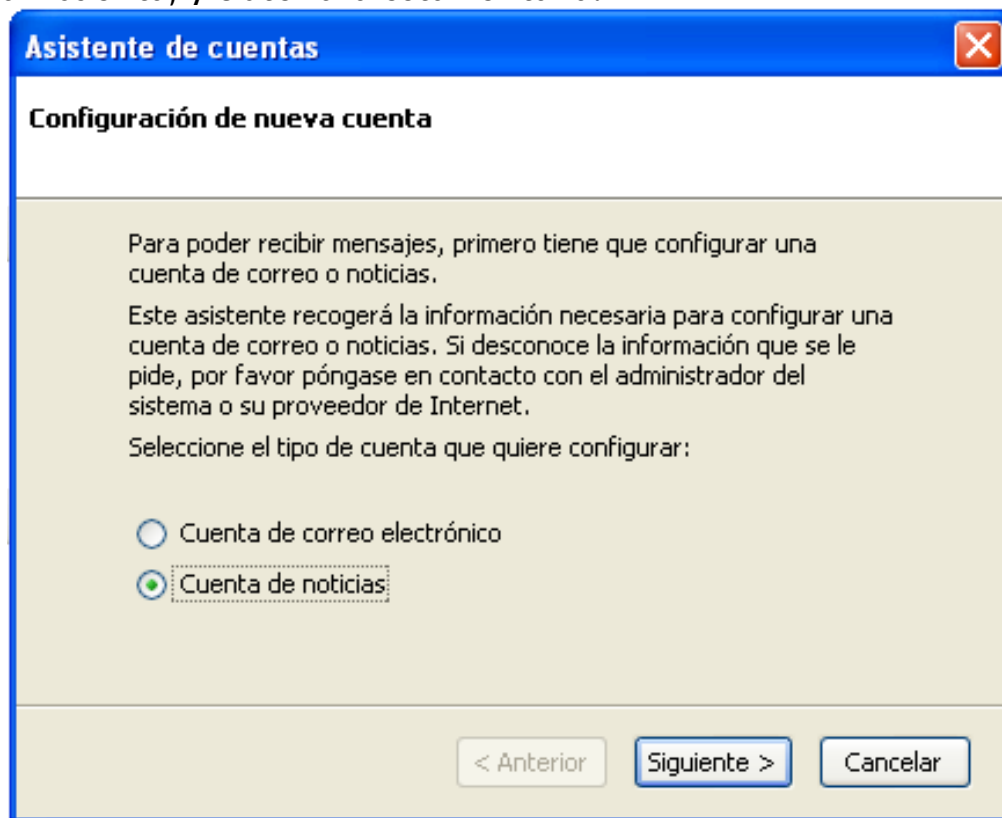 Asistente de cuentas
Configuración de nueva cuenta
Para poder recibir mensajes, primero tiene que configurar una
cuenta de correo o noticias.
Este asistente recogerá la información necesaria para configurar una
cuenta de correo o noticias. Si desconoce la información que se le
pide, por favor póngase en contacto con el administrador del
sistema o su proveedor de Internet.
Seleccione el tipo de cuenta que quiere configurar:
Cuenta de correo electrónico
Cuenta de noticias
< Anterior Siguiente > Cancelar